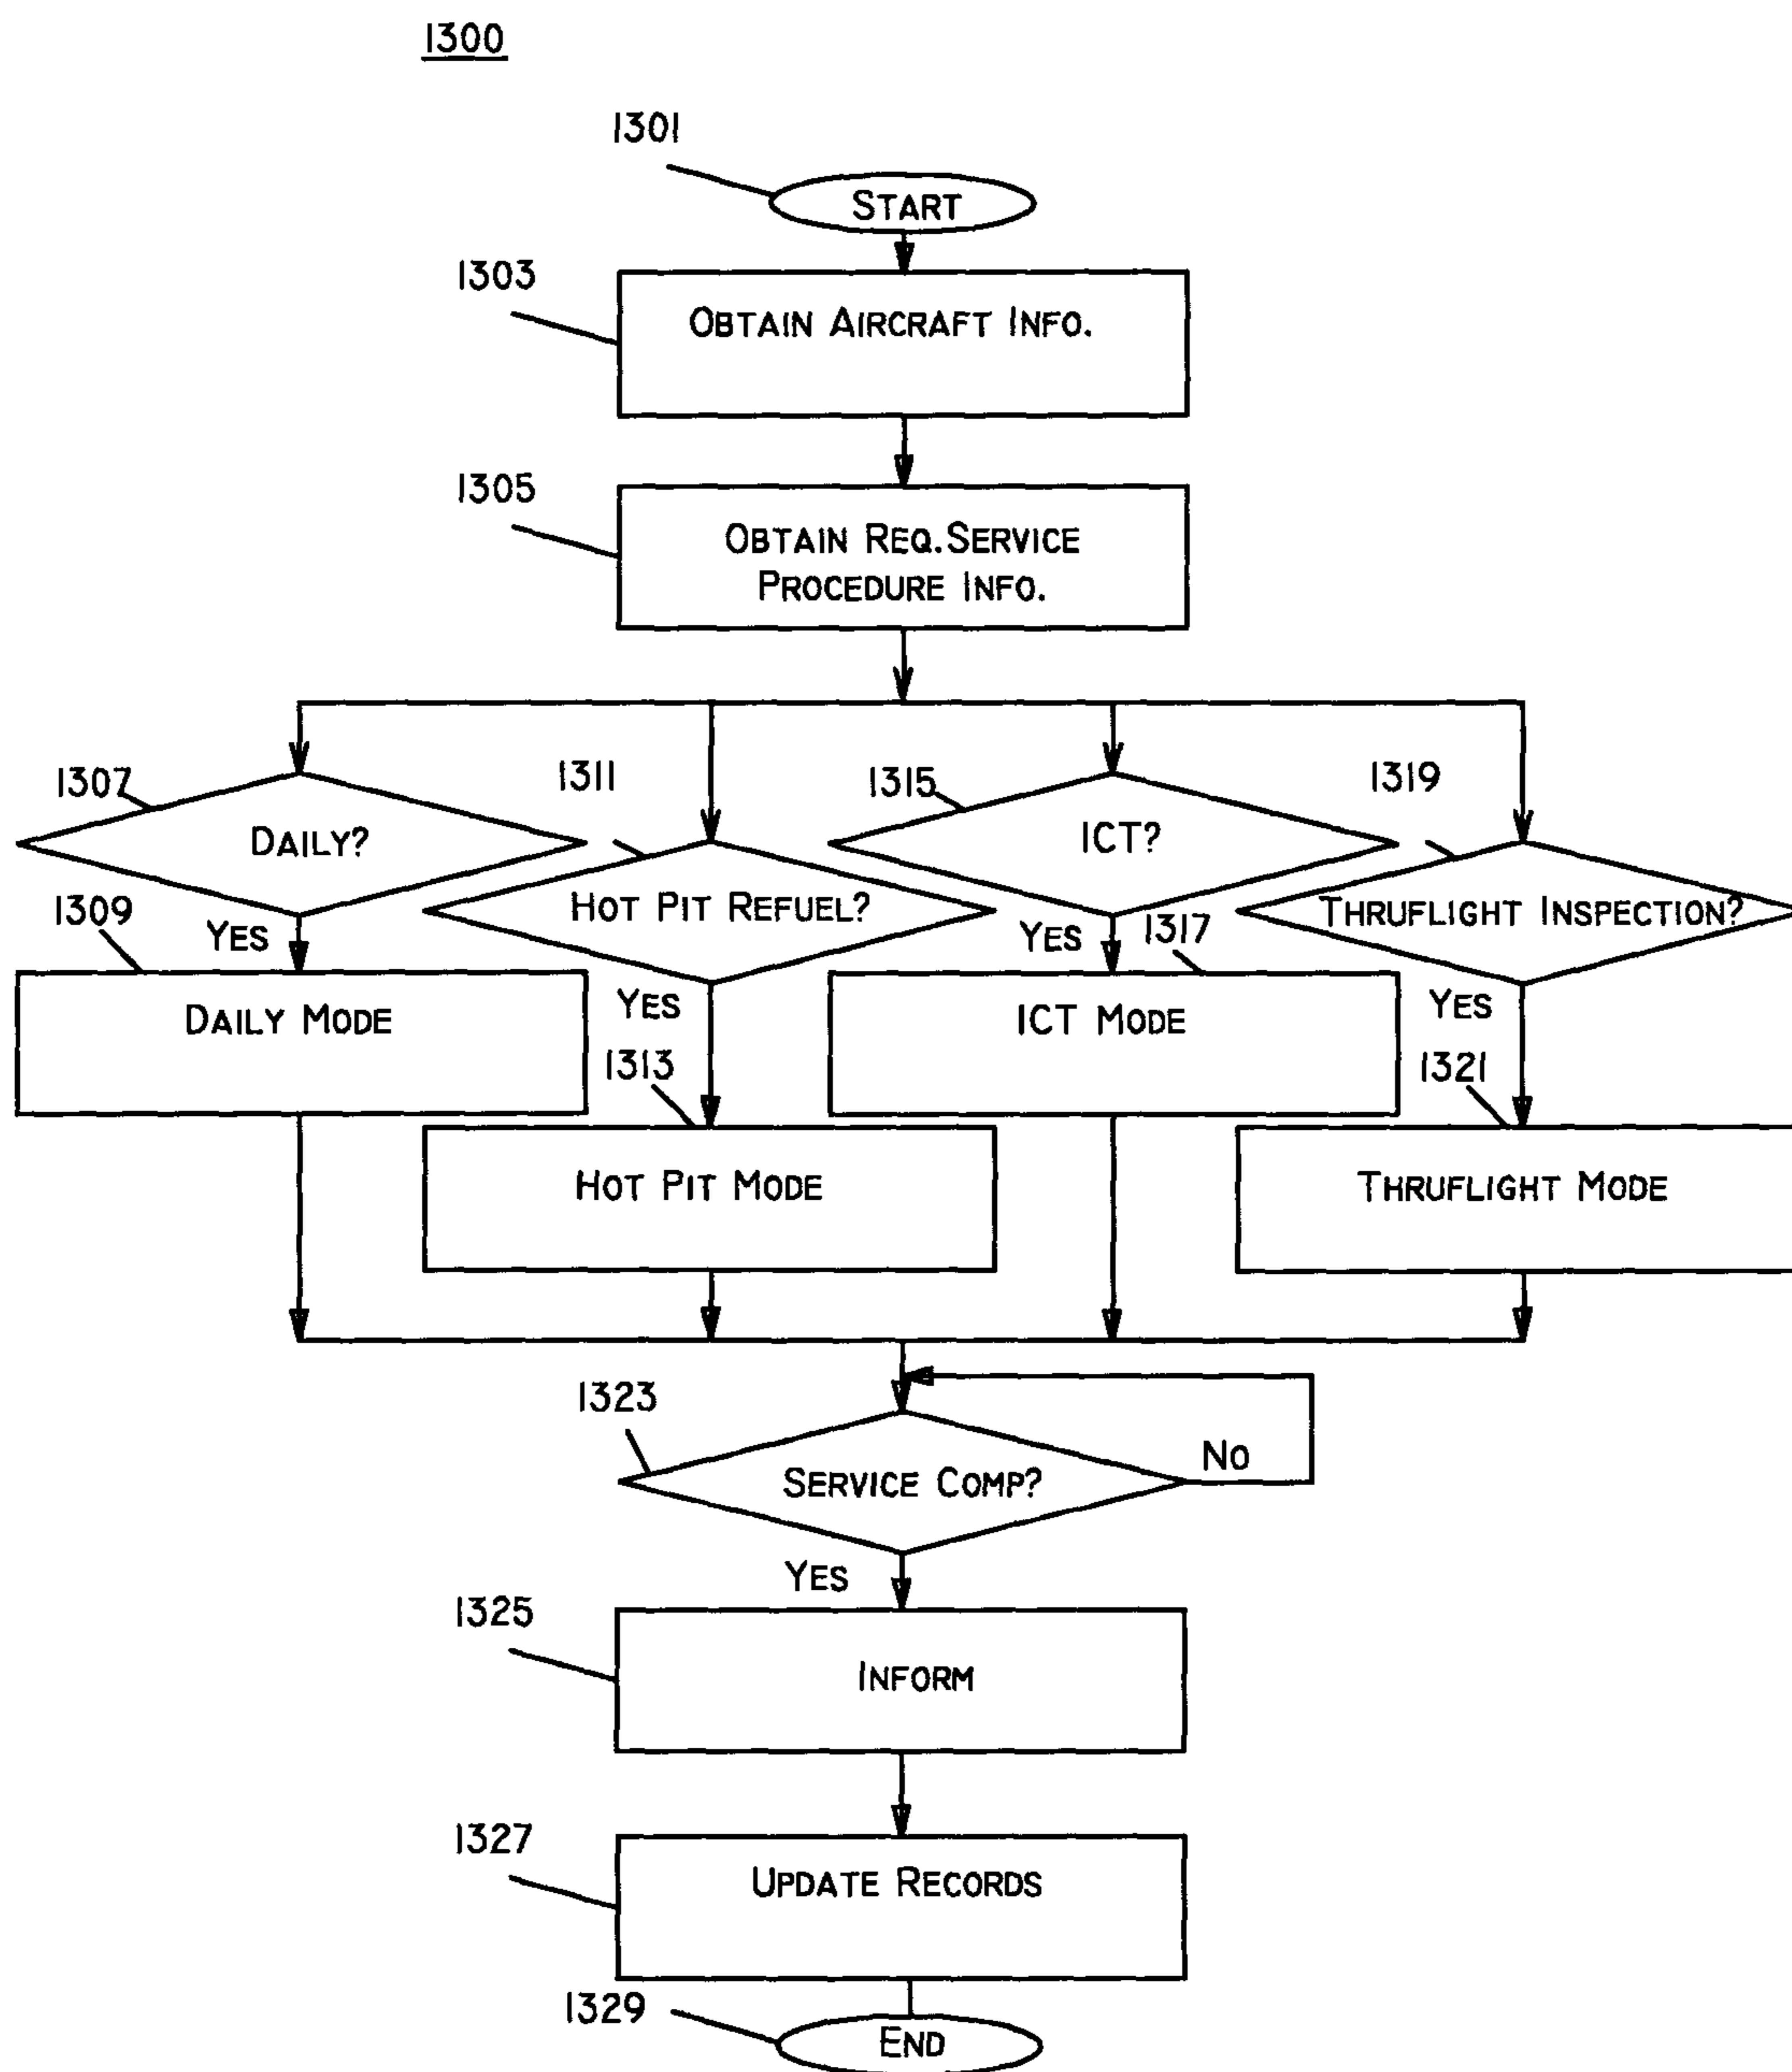 1300
1301
START
1303
OBTAIN AIRCRAFT INFO.
1305
OBTAIN REQ. SERVICE
PROCEDURE INFO.
1307
DAILY?
1311
HOT PIT REFUEL?
1315
ICT?
1319
THRUFLIGHT INSPECTION?
1309
YES
DAILY MODE
YES
1313
HOT PIT MODE
YES
1317
ICT MODE
YES
1321
THRUFLIGHT MODE
1323
SERVICE COMP?
NO
YES
1325
INFORM
1327
UPDATE RECORDS
1329
END